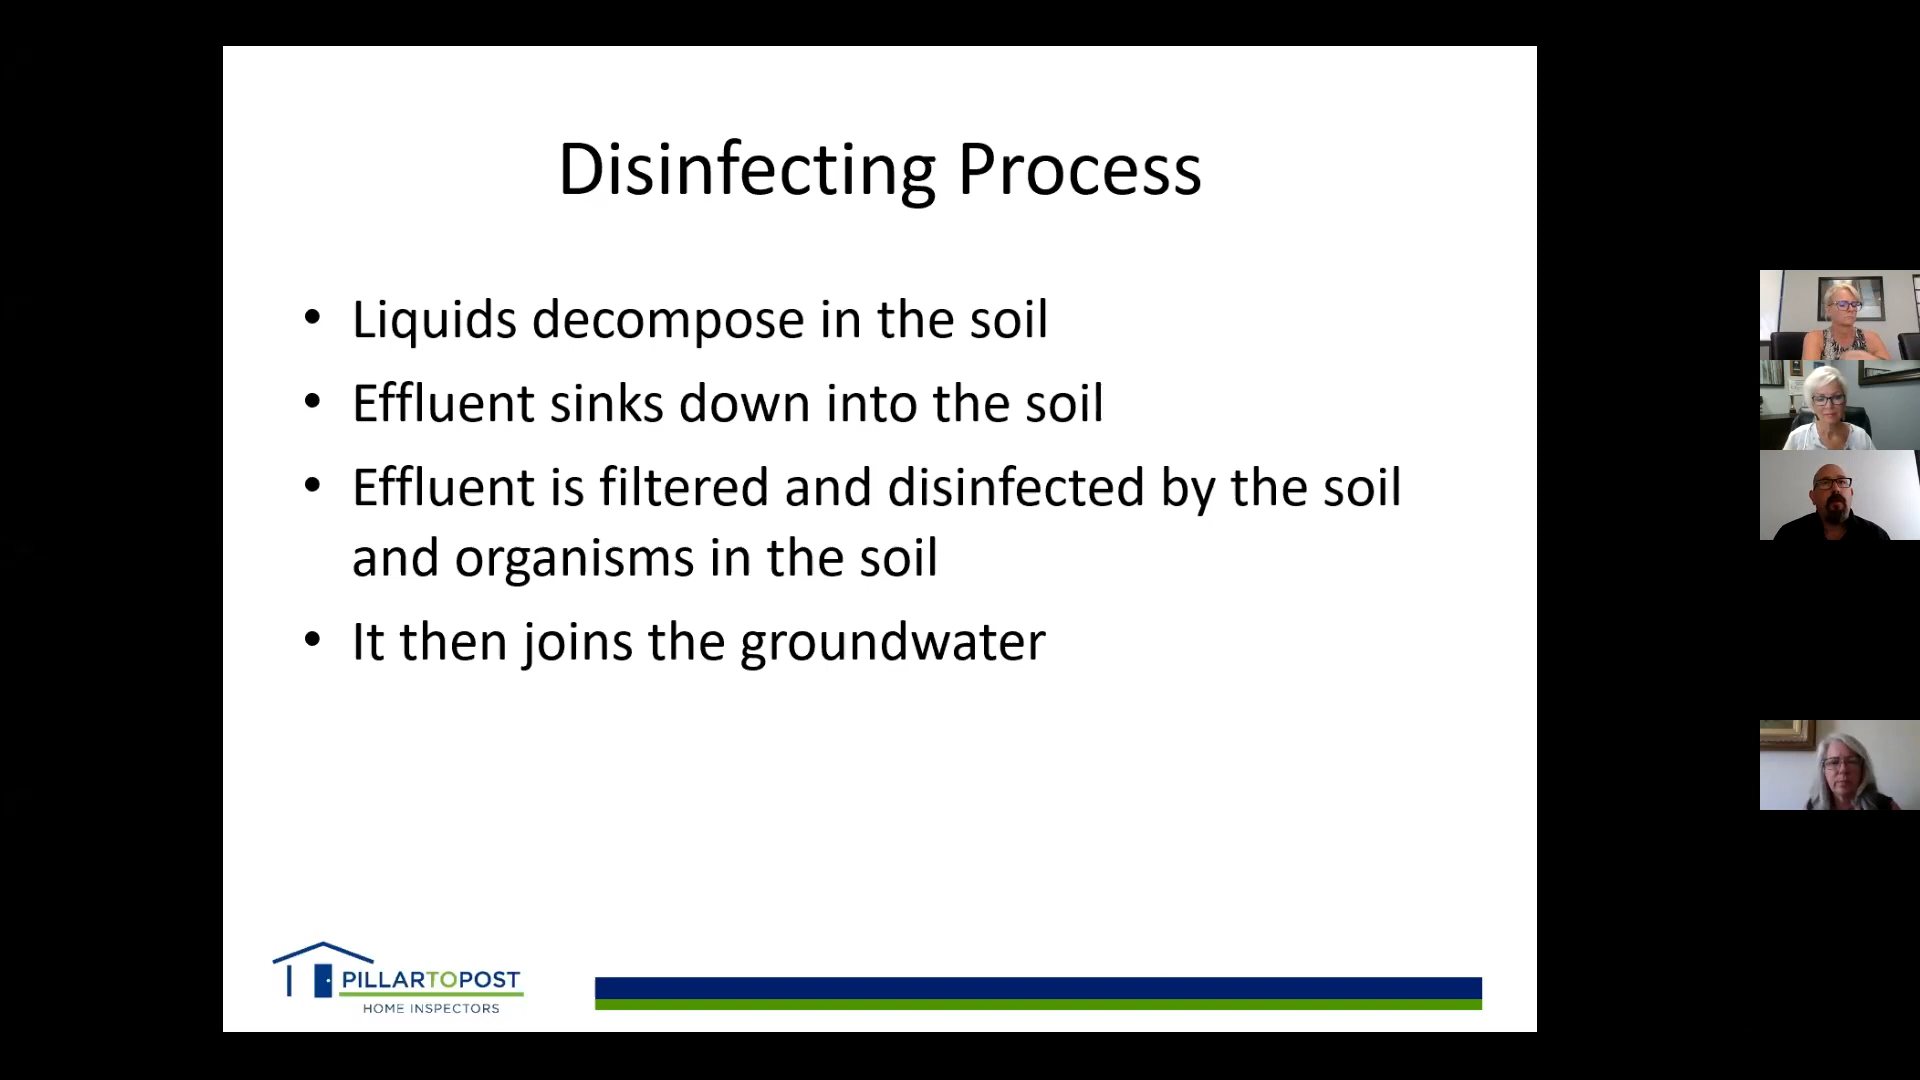 Disinfecting Process
• Liquids decompose in the soil
• Effluent sinks down into the soil
• Effluent is filtered and disinfected by the soil
and organisms in the soil
• It then joins the groundwater
PILLARTOPOST
HOME INSPECTORS